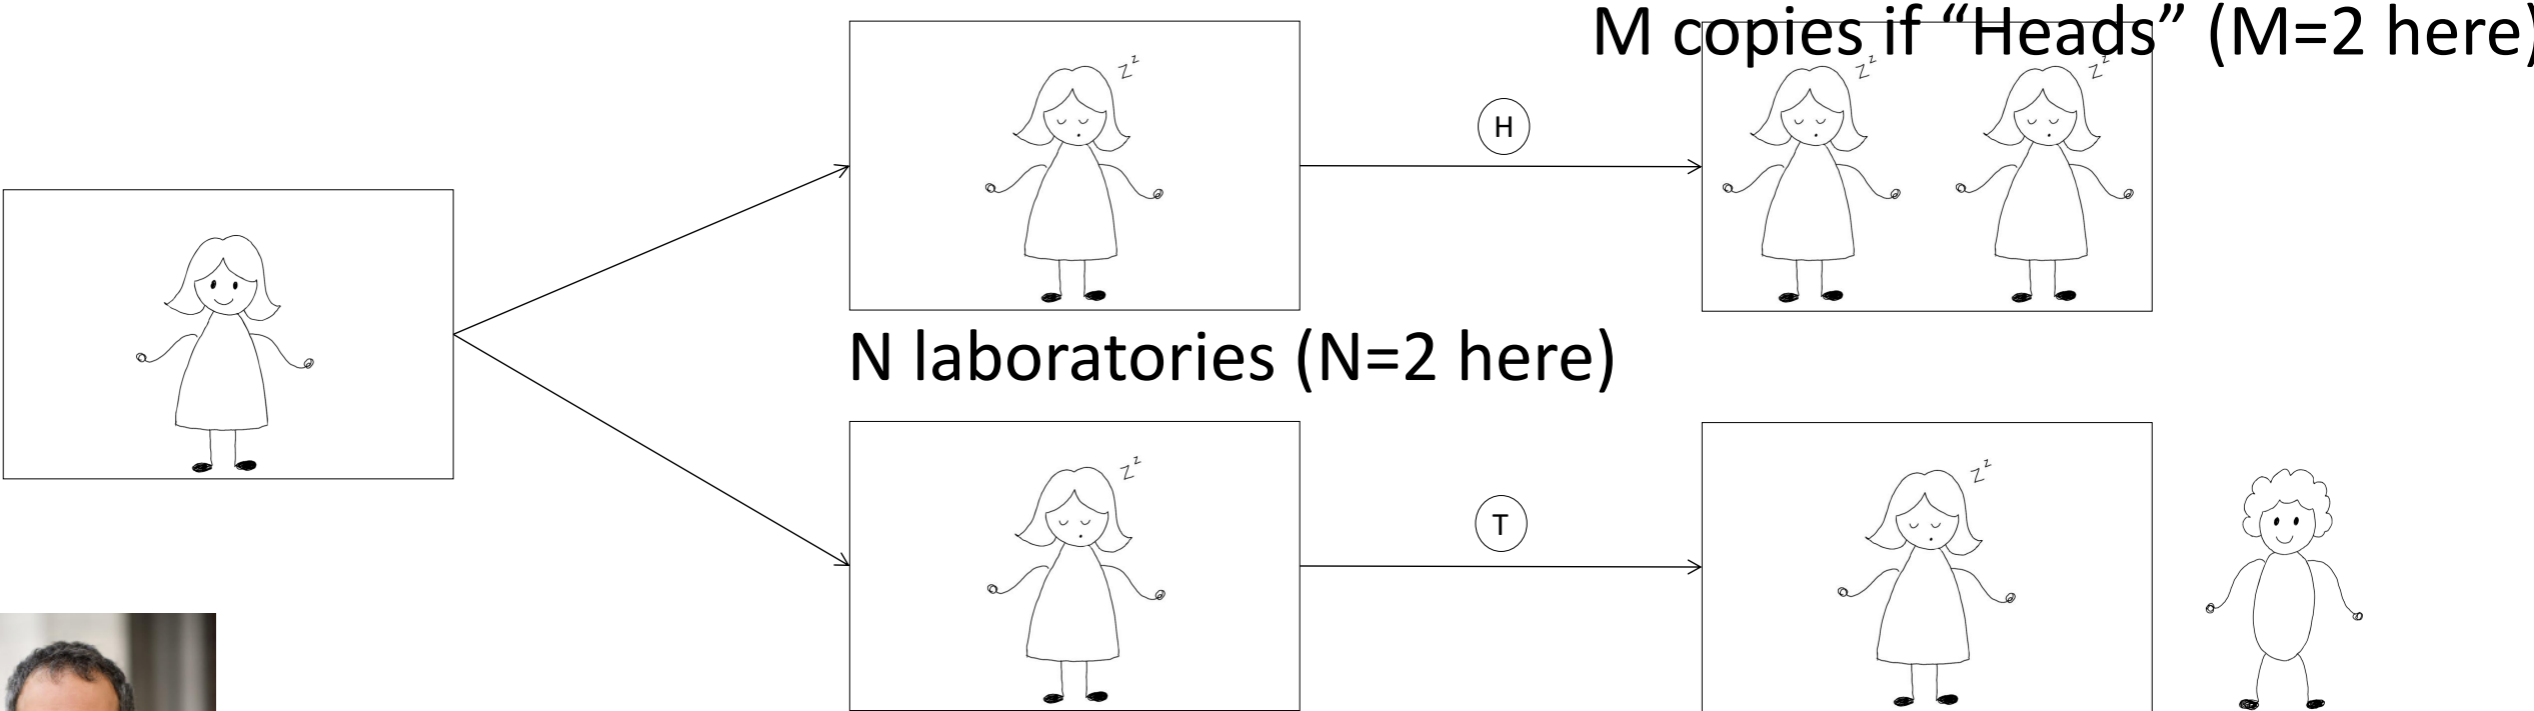 M copies if “Heads” (M=2 here)
Z z
Z z
Z z
H
N laboratories (N=2 here)
Z z
Z z
T